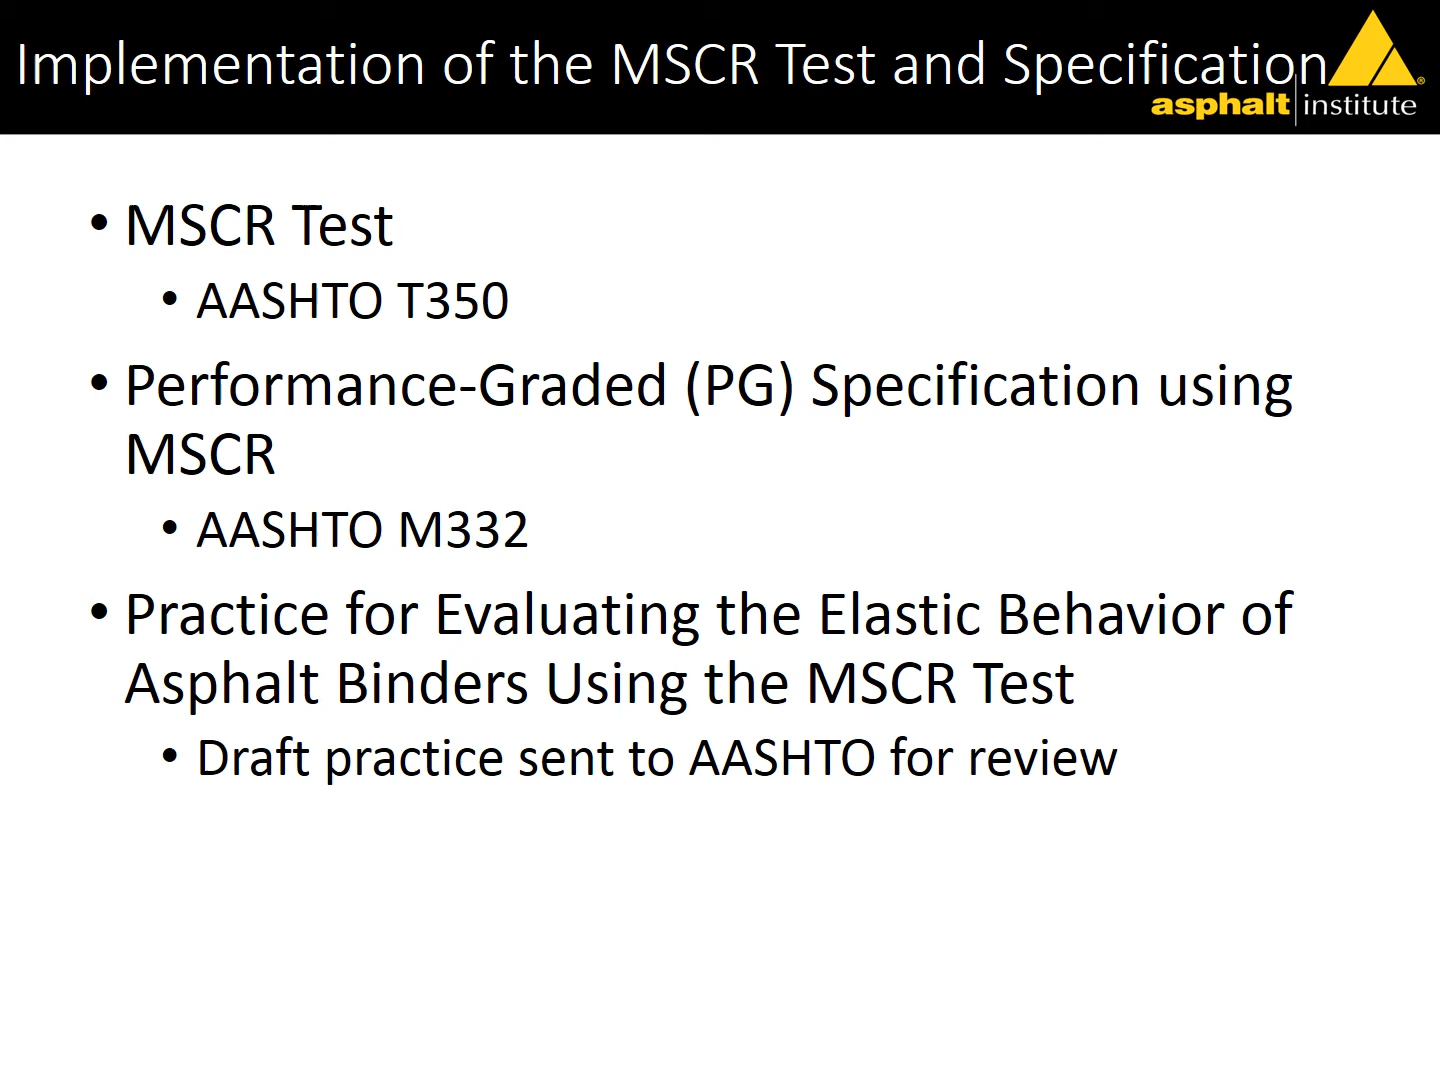 Implementation of the MSCR Test and Specification
asphalt institute
• MSCR Test
• AASHTO T350
• Performance-Graded (PG) Specification using
MSCR
• AASHTO M332
• Practice for Evaluating the Elastic Behavior of
Asphalt Binders Using the MSCR Test
• Draft practice sent to AASHTO for review